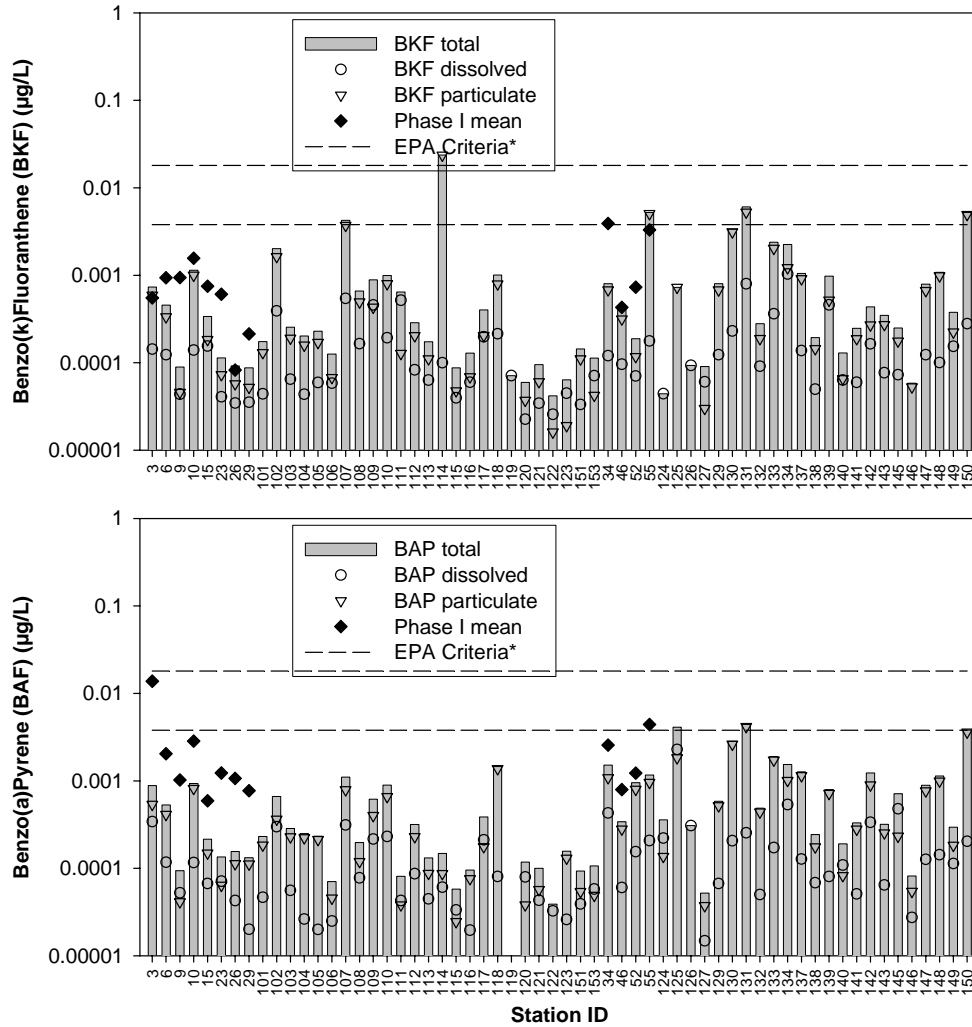 Benzo(k)Fluoranthene (BKF) (µg/L)
1
0.1
0.01
0.001
0.0001
0.00001
BKF total
BKF dissolved
BKF particulate
Phase I mean
EPA Criteria*
3 6 9 10 15 23 26 29 101 102 103 104 105 106 107 108 109 110 111 112 113 114 115 116 117 118 119 120 121 122 123 151 153 34 46 52 55 124 125 126 127 129 130 131 132 133 134 137 138 139 140 141 142 143 145 146 147 148 149 150
Benzo(a)Pyrene (BAF) (µg/L)
1
0.1
0.01
0.001
0.0001
0.00001
BAP total
BAP dissolved
BAP particulate
Phase I mean
EPA Criteria*
3 6 9 10 15 23 26 29 101 102 103 104 105 106 107 108 109 110 111 112 113 114 115 116 117 118 119 120 121 122 123 151 153 34 46 52 55 124 125 126 127 129 130 131 132 133 134 137 138 139 140 141 142 143 145 146 147 148 149 150
Station ID